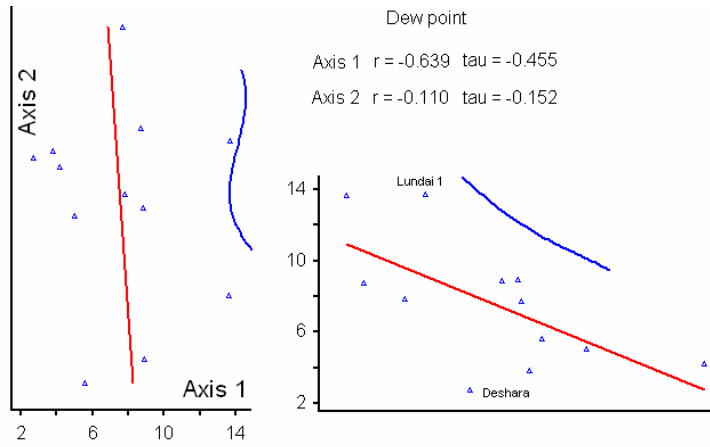 Dew point
Axis 1 r = -0.639 tau = -0.455
Axis 2 r = -0.110 tau = -0.152
Axis 2
Axis 1
2 6 10 14
Lundai 1
14
10
6
2
Deshara